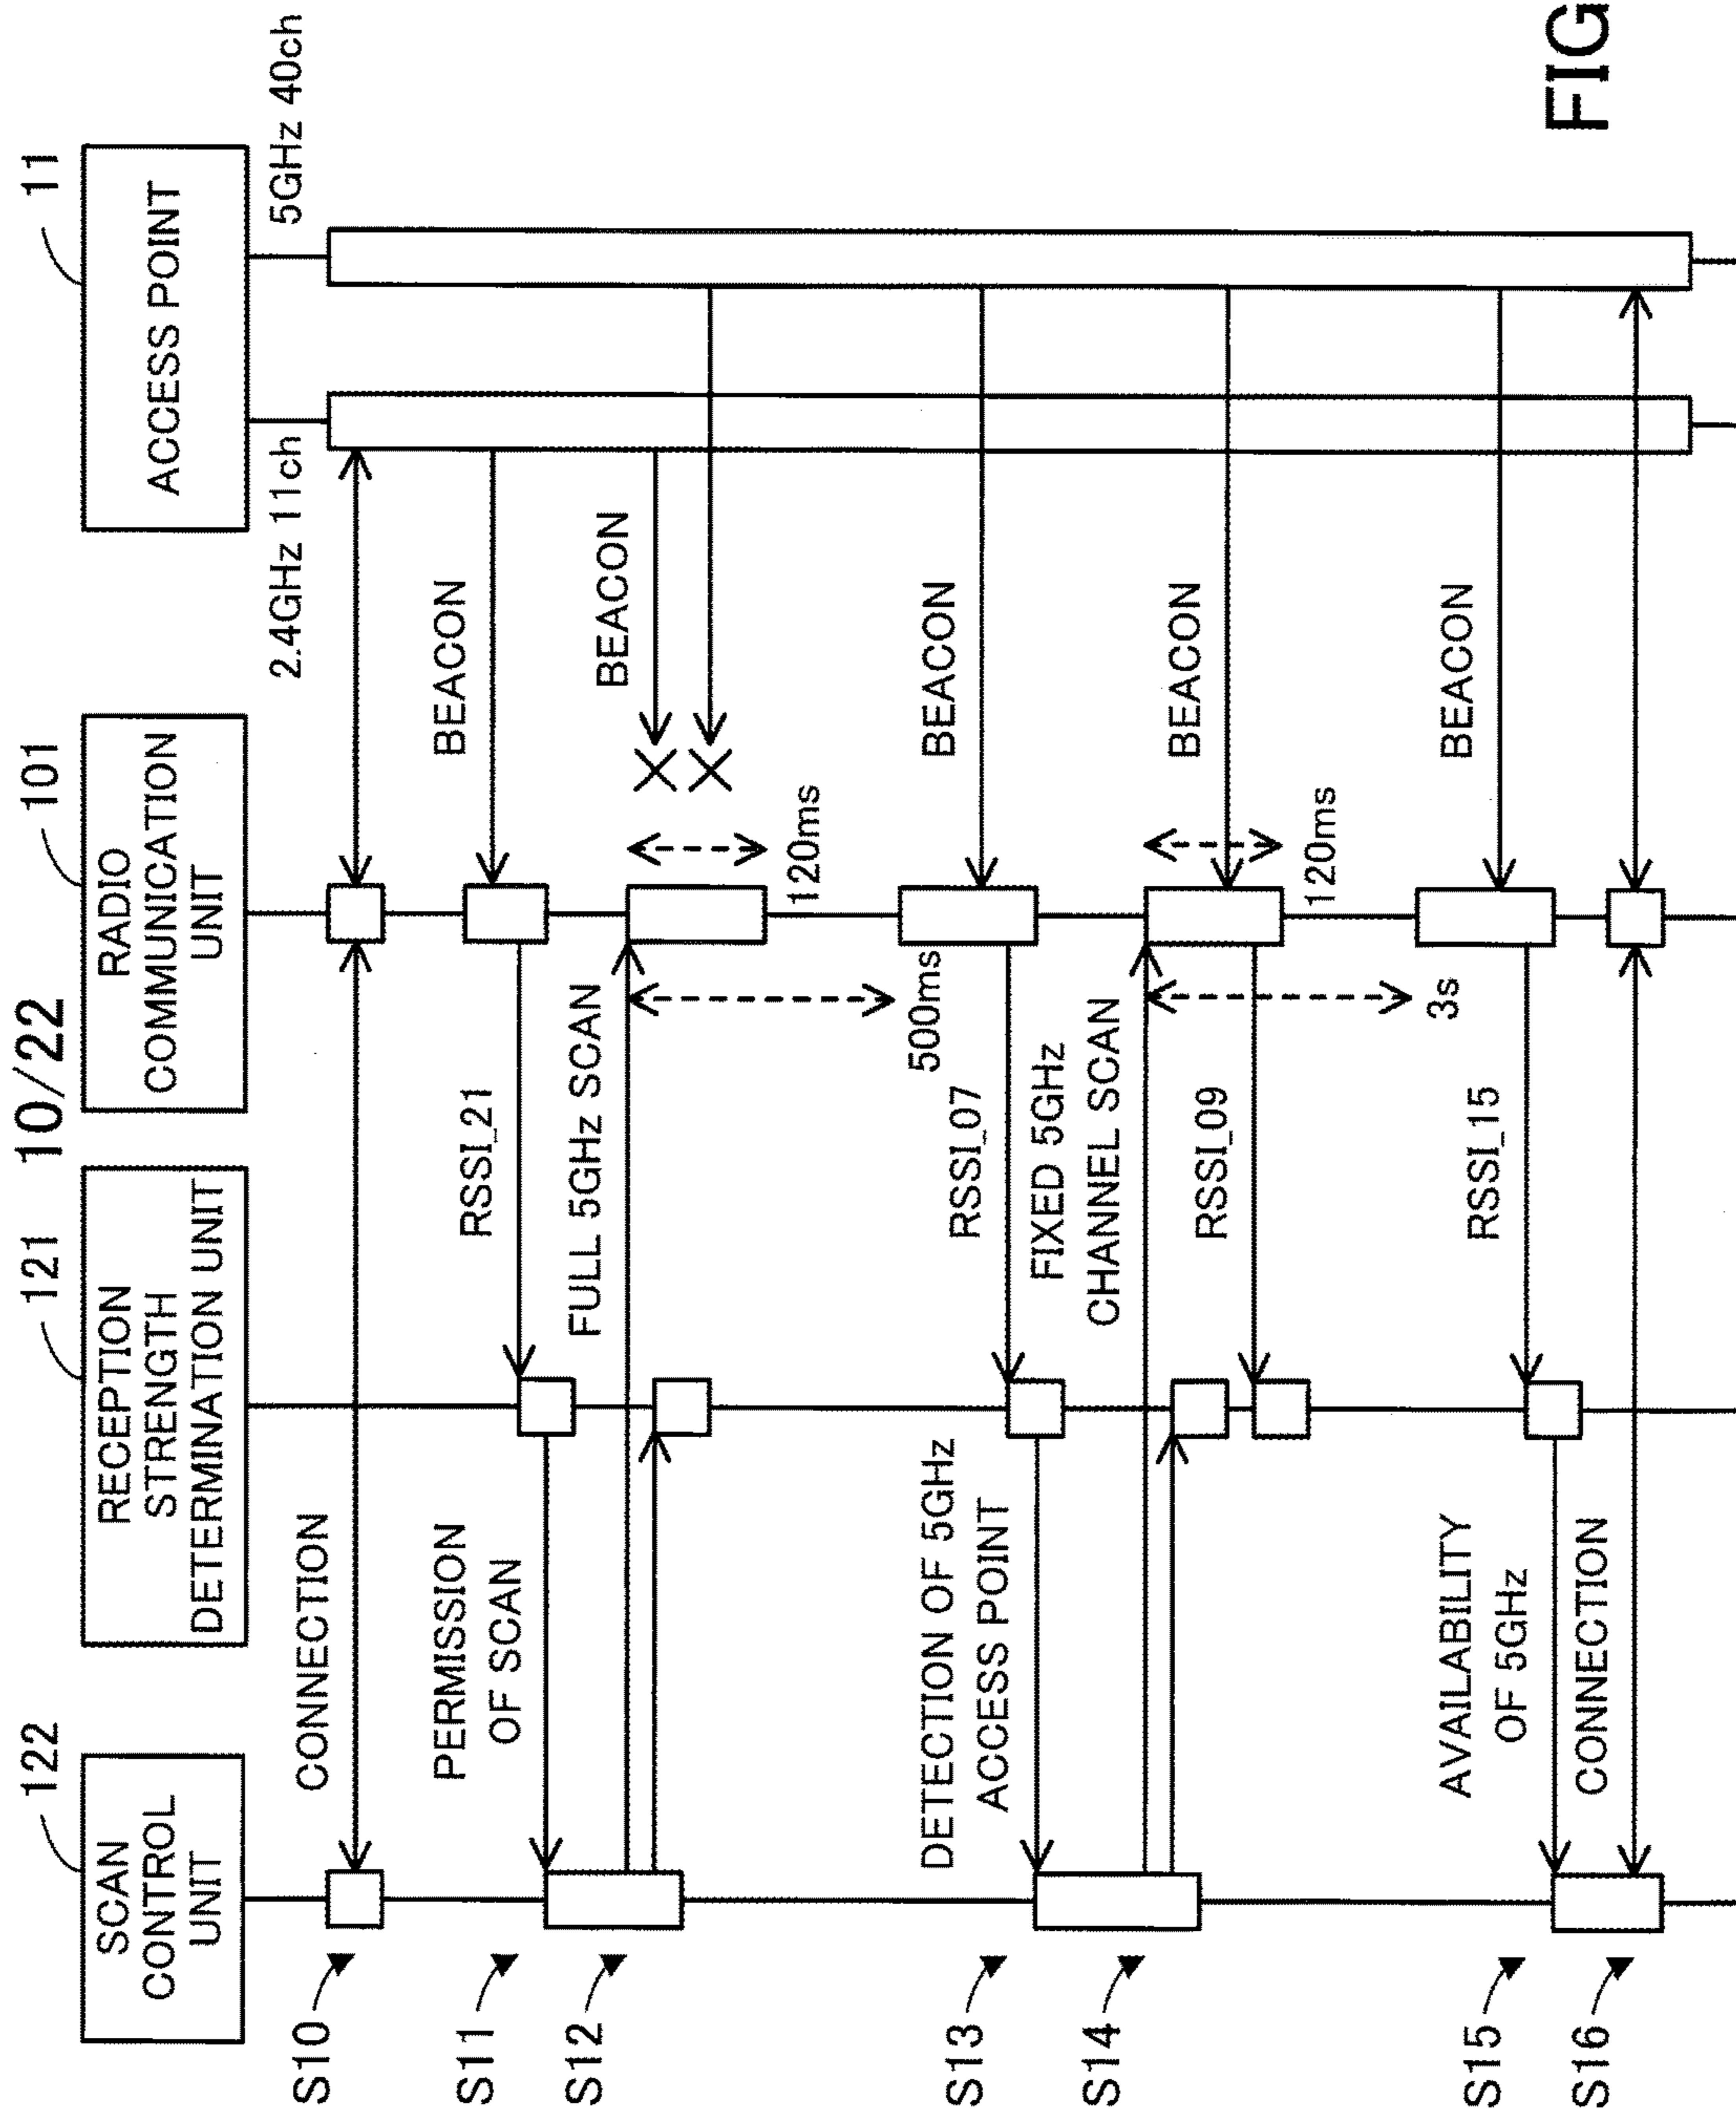 10/22
122
SCAN
CONTROL
UNIT
121
RECEPTION
STRENGTH
DETERMINATION UNIT
101
RADIO
COMMUNICATION
UNIT
11
ACCESS POINT
2.4GHz 11ch
5GHz 40ch
S10
CONNECTION
S11
PERMISSION
OF SCAN
RSSI_21
BEACON
S12
FULL 5GHz SCAN
BEACON
120ms
500ms
S13
DETECTION OF 5GHz
ACCESS POINT
RSSI_07
BEACON
S14
FIXED 5GHz
CHANNEL SCAN
RSSI_09
BEACON
120ms
3s
S15
AVAILABILITY
OF 5GHz
RSSI_15
BEACON
S16
CONNECTION
FIG